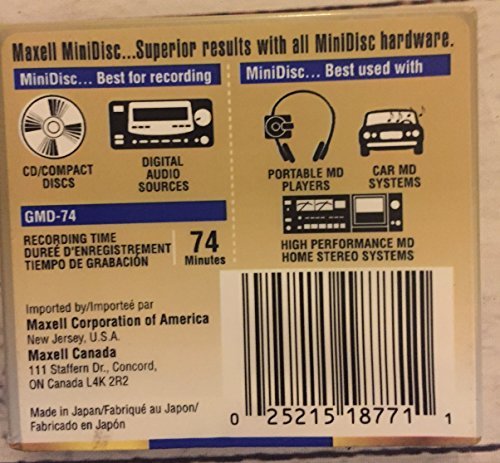 Maxell MiniDisc...Superior results with all MiniDisc hardware.
MiniDisc... Best for recording
CD/COMPACT
DISCS
DIGITAL
AUDIO
SOURCES
MiniDisc... Best used with
PORTABLE MD
PLAYERS
CAR MD
SYSTEMS
HIGH PERFORMANCE MD
HOME STEREO SYSTEMS
GMD-74
RECORDING TIME
DUREÉ D'ENREGISTREMENT
TIEMPO DE GRABACIÓN
74
Minutes
Imported by/Importeé par
Maxell Corporation of America
New Jersey, U.S.A.
Maxell Canada
111 Staffern Dr., Concord,
ON Canada L4K 2R2
Made in Japan/Fabriqué au Japon/
Fabricado en Japón
0 25215 18771 1